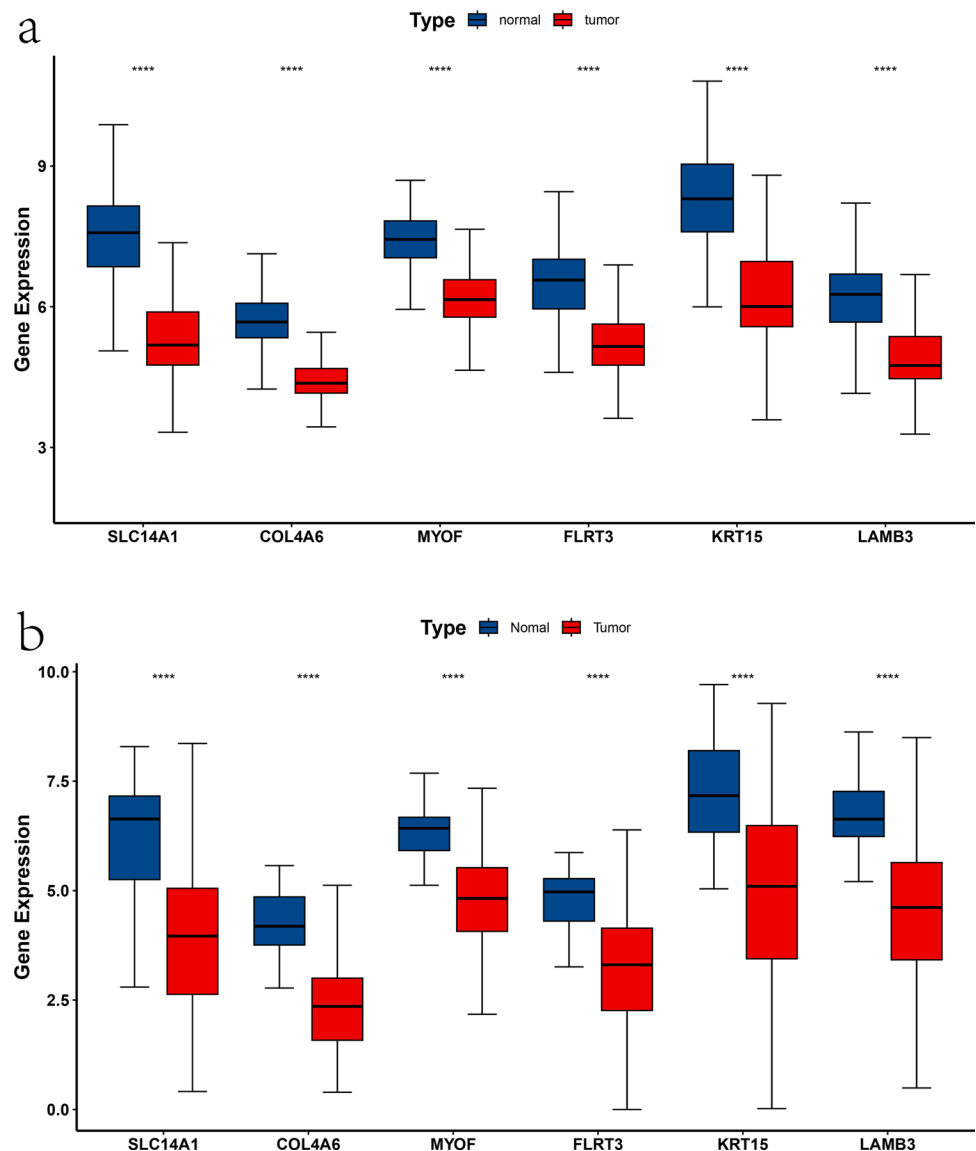 a
Type normal tumor
**** **** **** **** **** ****
9
6
3
Gene Expression
SLC14A1 COL4A6 MYOF FLRT3 KRT15 LAMB3
b
Type Nomal Tumor
**** **** **** **** **** ****
10.0
7.5
5.0
2.5
0.0
Gene Expression
SLC14A1 COL4A6 MYOF FLRT3 KRT15 LAMB3